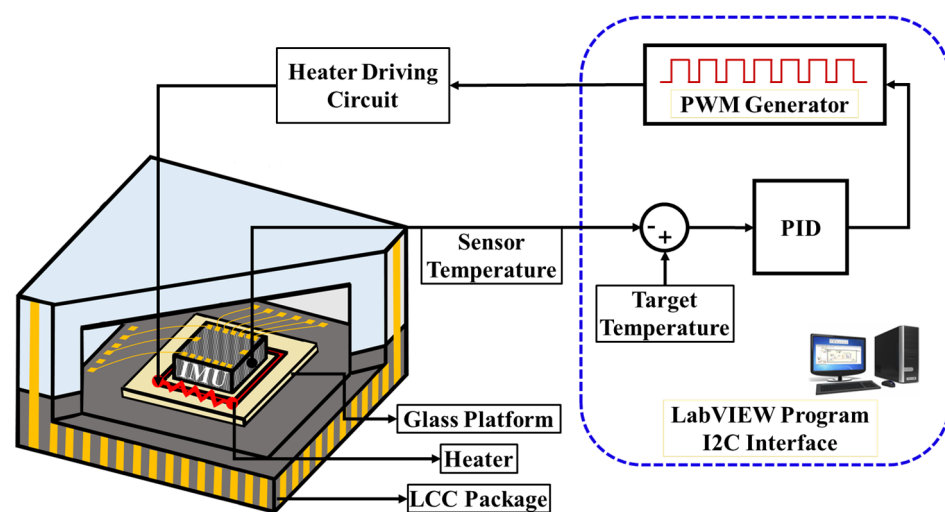 Heater Driving
Circuit
PWM Generator
Sensor
Temperature
-
+
PID
Target
Temperature
IMU
Glass Platform
Heater
LCC Package
LabVIEW Program
I2C Interface